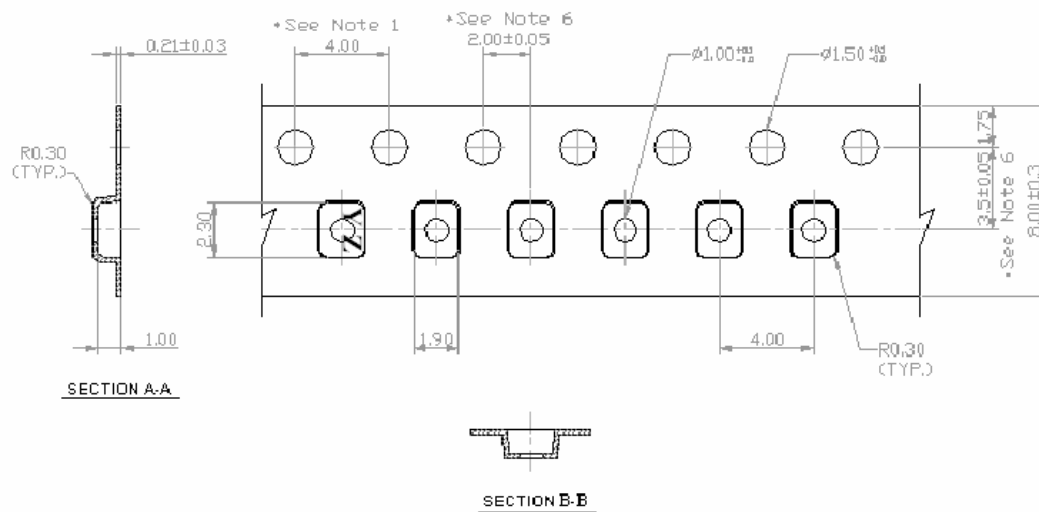 *See Note 1
4.00
*See Note 6
2.00±0.05
0.21±0.03
ø1.00
ø1.50
R0.30
(TYP.)
2.30
1.75
3.5±0.05
*See Note 6
8.00±0.3
YZ
1.00
1.90
4.00
R0.30
(TYP.)
SECTION A-A
SECTION B-B